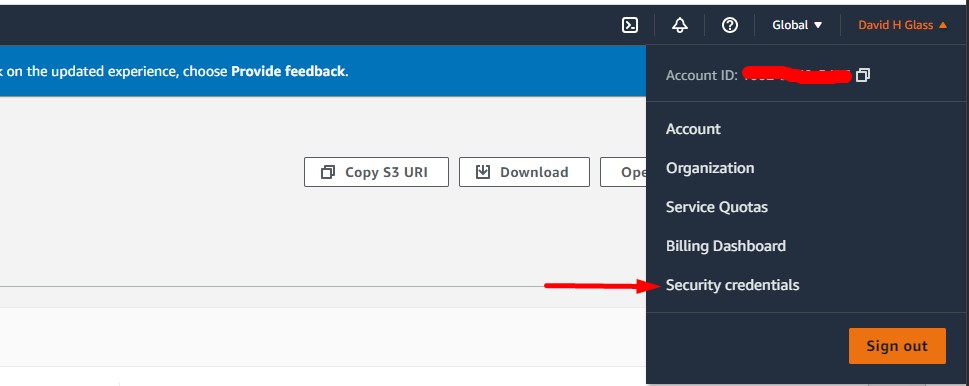 Global ▼ David H Glass ▲
k on the updated experience, choose Provide feedback.
Account ID:
Account
Copy S3 URI Download Ope
Organization
Service Quotas
Billing Dashboard
Security credentials
Sign out